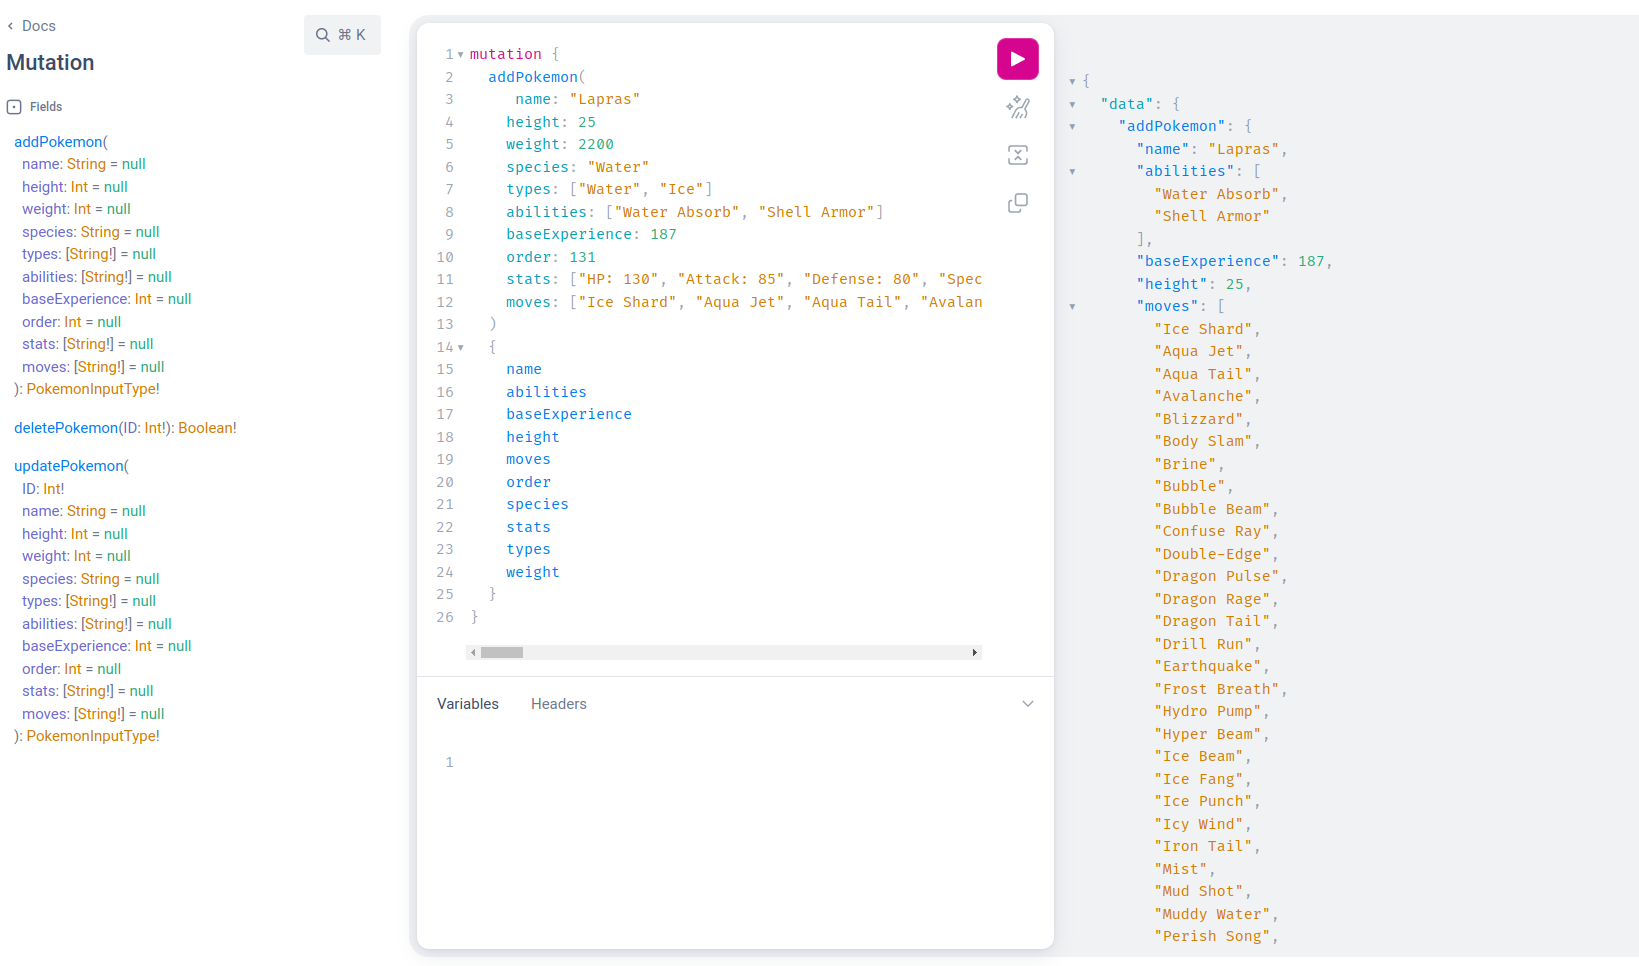 Docs
⌘ K
Mutation
Fields
addPokemon(
name: String = null
height: Int = null
weight: Int = null
species: String = null
types: [String!] = null
abilities: [String!] = null
baseExperience: Int = null
order: Int = null
stats: [String!] = null
moves: [String!] = null
): PokemonInputType!
deletePokemon(ID: Int!): Boolean!
updatePokemon(
ID: Int!
name: String = null
height: Int = null
weight: Int = null
species: String = null
types: [String!] = null
abilities: [String!] = null
baseExperience: Int = null
order: Int = null
stats: [String!] = null
moves: [String!] = null
): PokemonInputType!
1 mutation {
2 addPokemon(
3 name: "Lapras"
4 height: 25
5 weight: 2200
6 species: "Water"
7 types: ["Water", "Ice"]
8 abilities: ["Water Absorb", "Shell Armor"]
9 baseExperience: 187
10 order: 131
11 stats: ["HP: 130", "Attack: 85", "Defense: 80", "Spec
12 moves: ["Ice Shard", "Aqua Jet", "Aqua Tail", "Avalan
13 )
14 {
15 name
16 abilities
17 baseExperience
18 height
19 moves
20 order
21 species
22 stats
23 types
24 weight
25 }
26 }
Variables Headers
1
{
"data": {
"addPokemon": {
"name": "Lapras",
"abilities": [
"Water Absorb",
"Shell Armor"
],
"baseExperience": 187,
"height": 25,
"moves": [
"Ice Shard",
"Aqua Jet",
"Aqua Tail",
"Avalanche",
"Blizzard",
"Body Slam",
"Brine",
"Bubble",
"Bubble Beam",
"Confuse Ray",
"Double-Edge",
"Dragon Pulse",
"Dragon Rage",
"Dragon Tail",
"Drill Run",
"Earthquake",
"Frost Breath",
"Hydro Pump",
"Hyper Beam",
"Ice Beam",
"Ice Fang",
"Ice Punch",
"Icy Wind",
"Iron Tail",
"Mist",
"Mud Shot",
"Muddy Water",
"Perish Song",